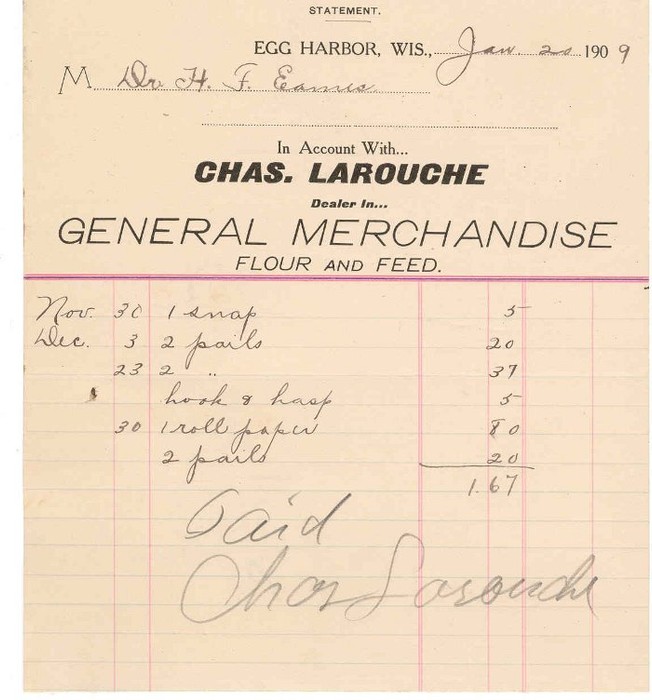 STATEMENT.
EGG HARBOR, WIS., Jan. 20 1909
M Dr H. F. Eames
In Account With...
CHAS. LAROUCHE
Dealer In...
GENERAL MERCHANDISE
FLOUR AND FEED.
Nov. 30 1 snap 5
Dec. 3 2 pails 20
23 2 " 37
hook & hasp 5
30 1 roll paper 80
2 pails 20
1.67
Paid
Chas Larouche